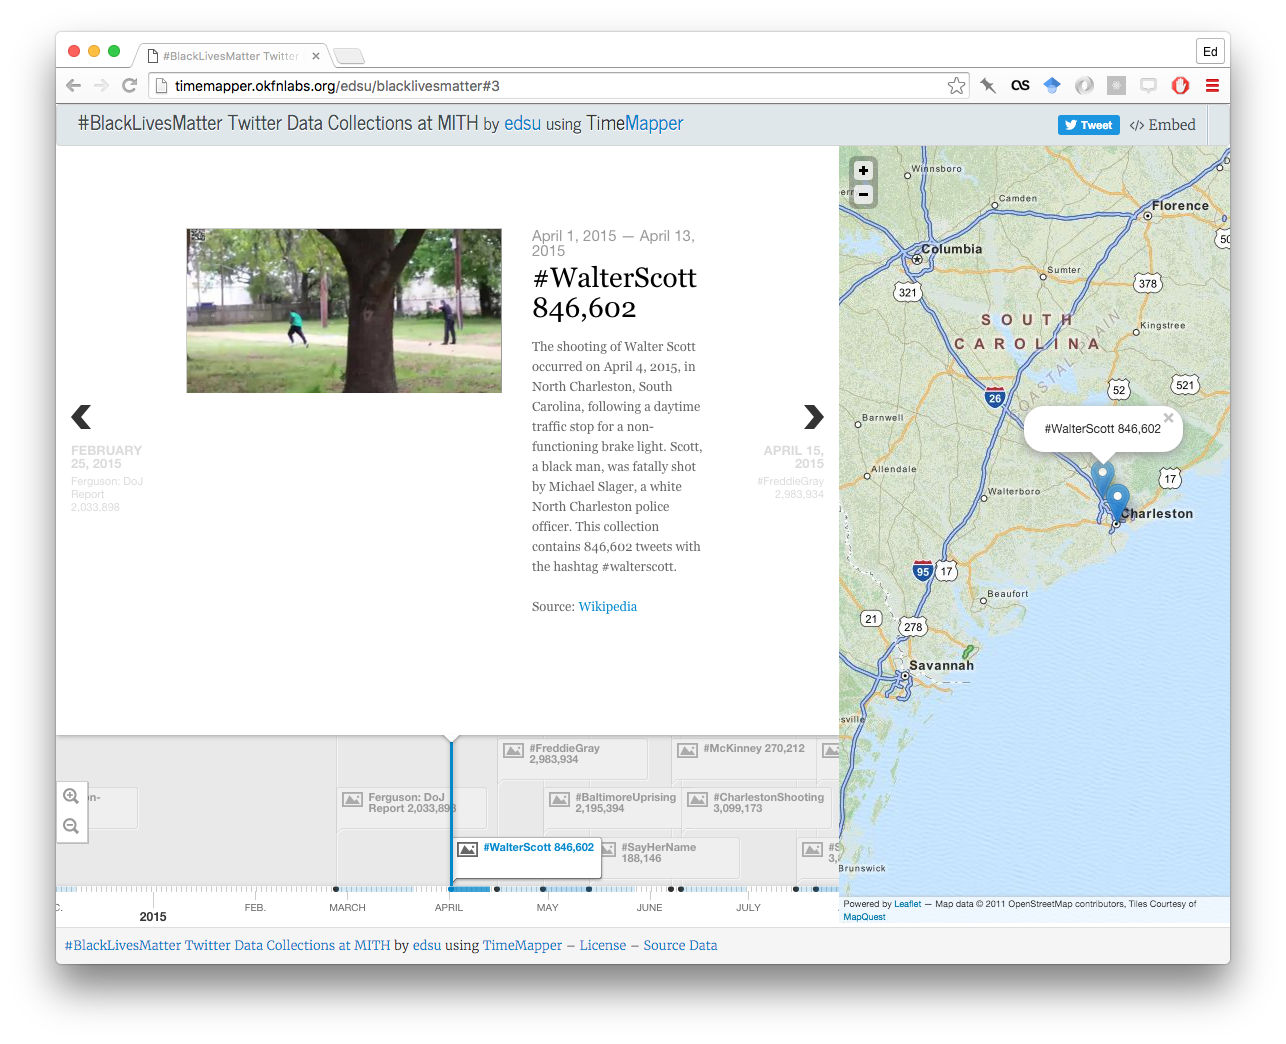 #BlackLivesMatter Twitter
Ed
timemapper.okfnlabs.org/edsu/blacklivesmatter#3
#BlackLivesMatter Twitter Data Collections at MITH by edsu using TimeMapper
Tweet
</> Embed
April 1, 2015 — April 13,
2015
#WalterScott
846,602
The shooting of Walter Scott
occurred on April 4, 2015, in
North Charleston, South
Carolina, following a daytime
traffic stop for a non-
functioning brake light. Scott,
a black man, was fatally shot
by Michael Slager, a white
North Charleston police
officer. This collection
contains 846,602 tweets with
the hashtag #walterscott.
Source: Wikipedia
FEBRUARY
25, 2015
Ferguson: DoJ
Report
2,033,898
APRIL 15,
2015
#FreddieGray
2,983,934
Winnsboro
Camden
Florence
Columbia
Sumter
321
378
SOUTH
CAROLINA
COASTAL PLAIN
Kingstree
26
52
521
Barnwell
#WalterScott 846,602
Allendale
17
Walterboro
Charleston
95
17
Beaufort
21
278
Savannah
Brunswick
Powered by Leaflet — Map data © 2011 OpenStreetMap contributors, Tiles Courtesy of
MapQuest
#FreddieGray
2,983,934
#McKinney 270,212
Ferguson: DoJ
Report 2,033,898
#BaltimoreUprising
2,195,394
#CharlestonShooting
3,099,173
#WalterScott 846,602
#SayHerName
188,146
2015
FEB.
MARCH
APRIL
MAY
JUNE
JULY
#BlackLivesMatter Twitter Data Collections at MITH by edsu using TimeMapper – License – Source Data